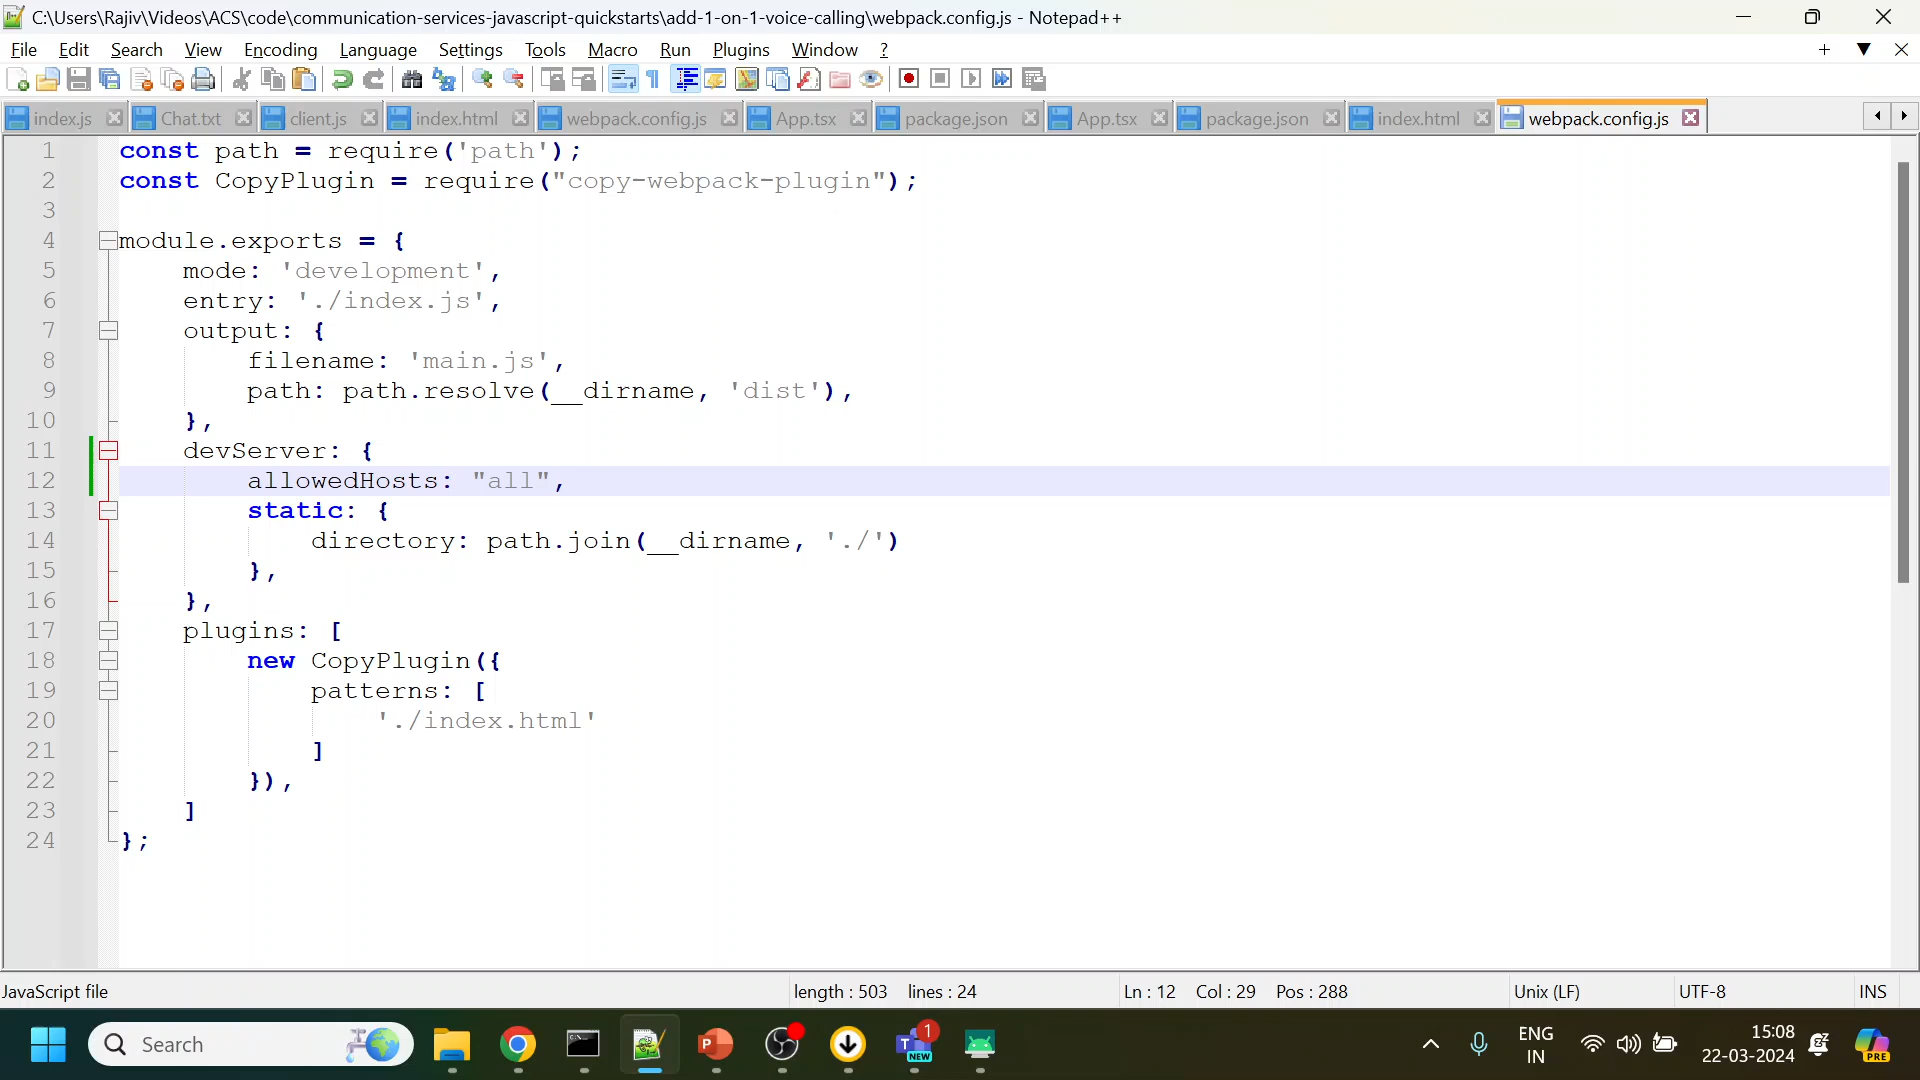 C:\Users\Rajiv\Videos\ACS\code\communication-services-javascript-quickstarts\add-1-on-1-voice-calling\webpack.config.js - Notepad++
File Edit Search View Encoding Language Settings Tools Macro Run Plugins Window ?
index.js Chat.txt client.js index.html webpack.config.js App.tsx package.json App.tsx package.json index.html webpack.config.js
1 const path = require('path');
2 const CopyPlugin = require("copy-webpack-plugin");
3
4 module.exports = {
5 mode: 'development',
6 entry: './index.js',
7 output: {
8 filename: 'main.js',
9 path: path.resolve(__dirname, 'dist'),
10 },
11 devServer: {
12 allowedHosts: "all",
13 static: {
14 directory: path.join(__dirname, './')
15 },
16 },
17 plugins: [
18 new CopyPlugin({
19 patterns: [
20 './index.html'
21 ]
22 }),
23 ]
24 };
JavaScript file length : 503 lines : 24 Ln : 12 Col : 29 Pos : 288 Unix (LF) UTF-8 INS
Search 1 NEW ENG IN 15:08 22-03-2024 PRE